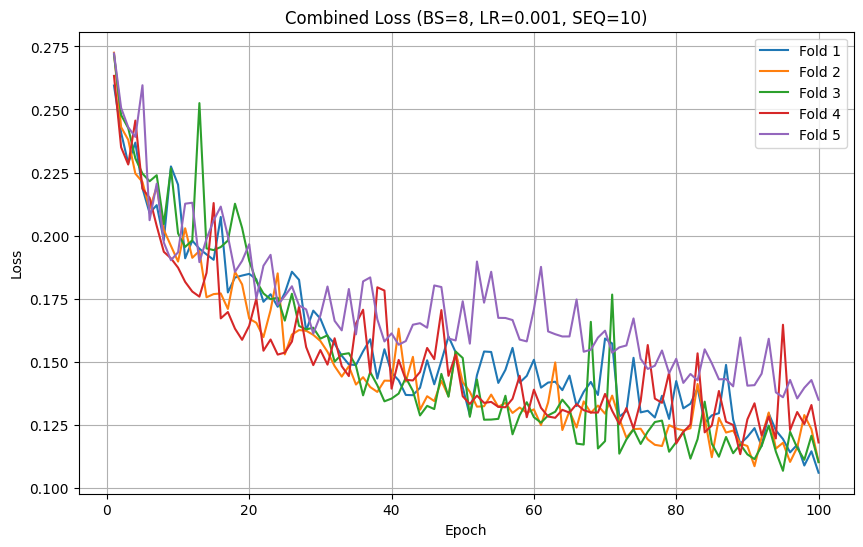 Combined Loss (BS=8, LR=0.001, SEQ=10)
Fold 1
Fold 2
Fold 3
Fold 4
Fold 5
Loss
0.275
0.250
0.225
0.200
0.175
0.150
0.125
0.100
0 20 40 60 80 100
Epoch